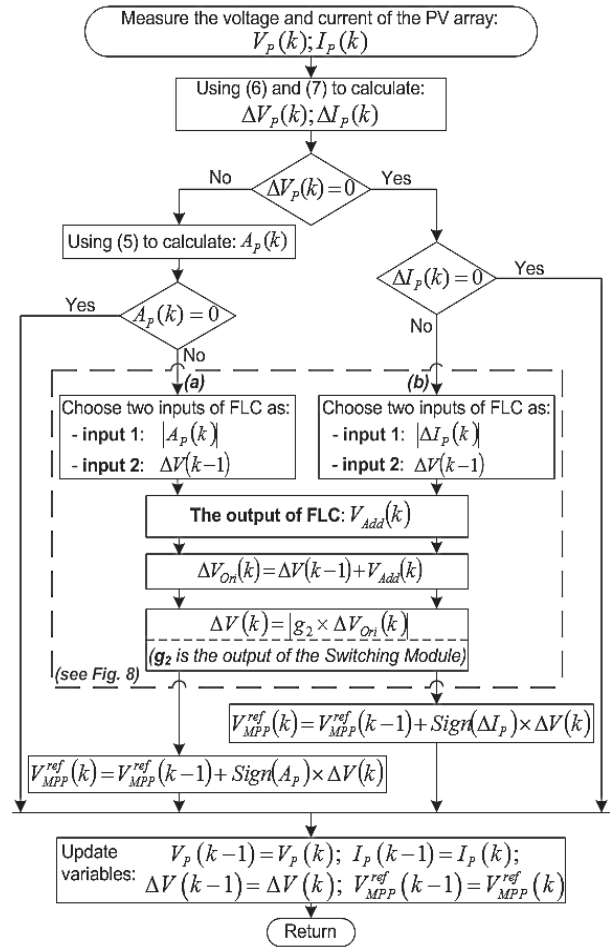 Measure the voltage and current of the PV array:
V_P(k); I_P(k)
Using (6) and (7) to calculate:
ΔV_P(k); ΔI_P(k)
No
ΔV_P(k)=0
Yes
Using (5) to calculate: A_P(k)
ΔI_P(k)=0
Yes
No
Yes
A_P(k)=0
No
(a)
(b)
Choose two inputs of FLC as:
- input 1: |A_P(k)|
- input 2: ΔV(k−1)
Choose two inputs of FLC as:
- input 1: |ΔI_P(k)|
- input 2: ΔV(k−1)
The output of FLC: V_Add(k)
ΔV_Ori(k)=ΔV(k−1)+V_Add(k)
ΔV(k)=|g₂×ΔV_Ori(k)|
(g₂ is the output of the Switching Module)
(see Fig. 8)
V_MPP^ref(k)=V_MPP^ref(k−1)+Sign(ΔI_P)×ΔV(k)
V_MPP^ref(k)=V_MPP^ref(k−1)+Sign(A_P)×ΔV(k)
Update variables:
V_P(k−1)=V_P(k); I_P(k−1)=I_P(k);
ΔV(k−1)=ΔV(k); V_MPP^ref(k−1)=V_MPP^ref(k)
Return